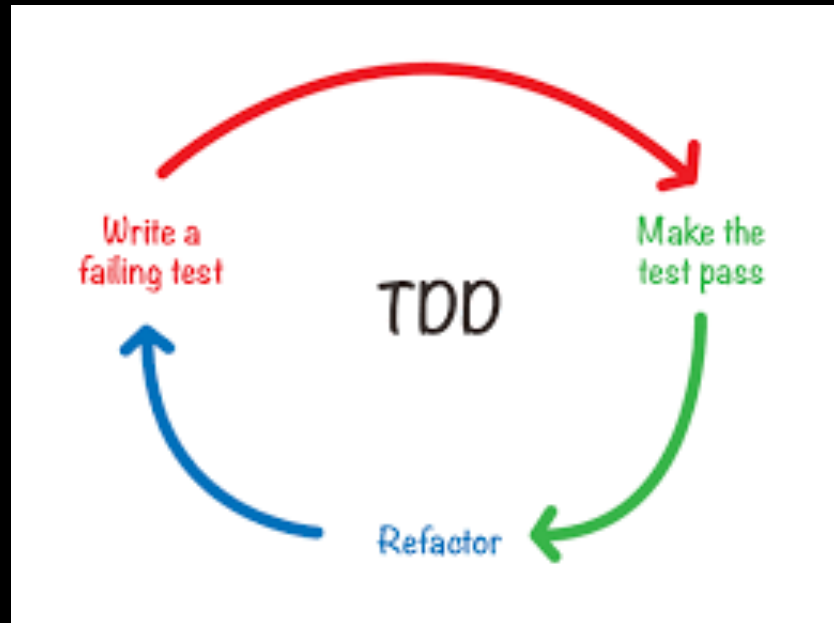 Write a
failing test
Make the
test pass
TDD
Refactor